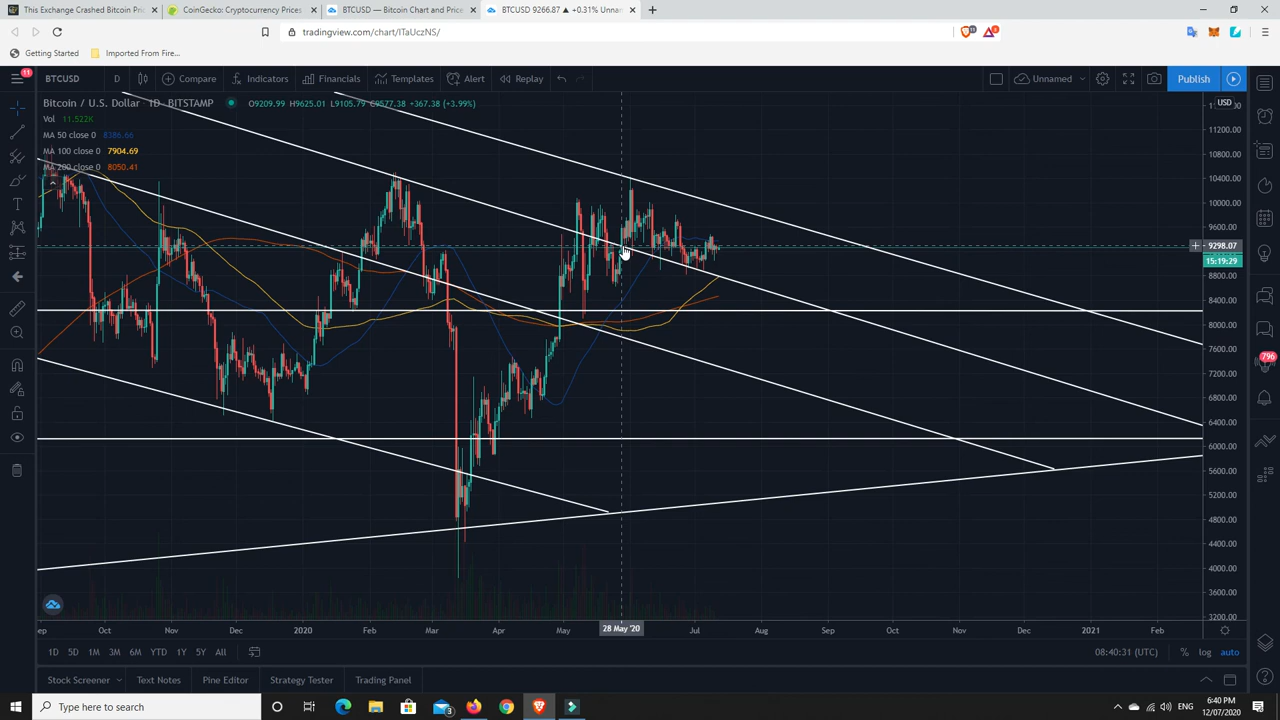 This Exchange Crashed Bitcoin Pri
CoinGecko: Cryptocurrency Prices
BTCUSD — Bitcoin Chart and Price
BTCUSD 9266.87 ▲ +0.31% Unna
tradingview.com/chart/ITaUczNS/
Getting Started
Imported From Fire...
11
BTCUSD D Compare Indicators Financials Templates Alert Replay Unnamed Publish
Bitcoin / U.S. Dollar · 1D · BITSTAMP O9209.99 H9625.01 L9105.79 C9577.38 +367.38 (+3.99%)
USD
Vol 11.522K
MA 50 close 0 8386.66
MA 100 close 0 7904.69
MA 200 close 0 8050.41
11200.00
10800.00
10400.00
10000.00
9600.00
9298.07
15:19:29
8800.00
8400.00
8000.00
7600.00
7200.00
6800.00
6400.00
6000.00
5600.00
5200.00
4800.00
4400.00
4000.00
3600.00
3200.00
796
ep Oct Nov Dec 2020 Feb Mar Apr May 28 May '20 Jul Aug Sep Oct Nov Dec 2021 Feb
1D 5D 1M 3M 6M YTD 1Y 5Y All
08:40:31 (UTC) % log auto
Stock Screener Text Notes Pine Editor Strategy Tester Trading Panel
Type here to search
3
ENG
6:40 PM
12/07/2020